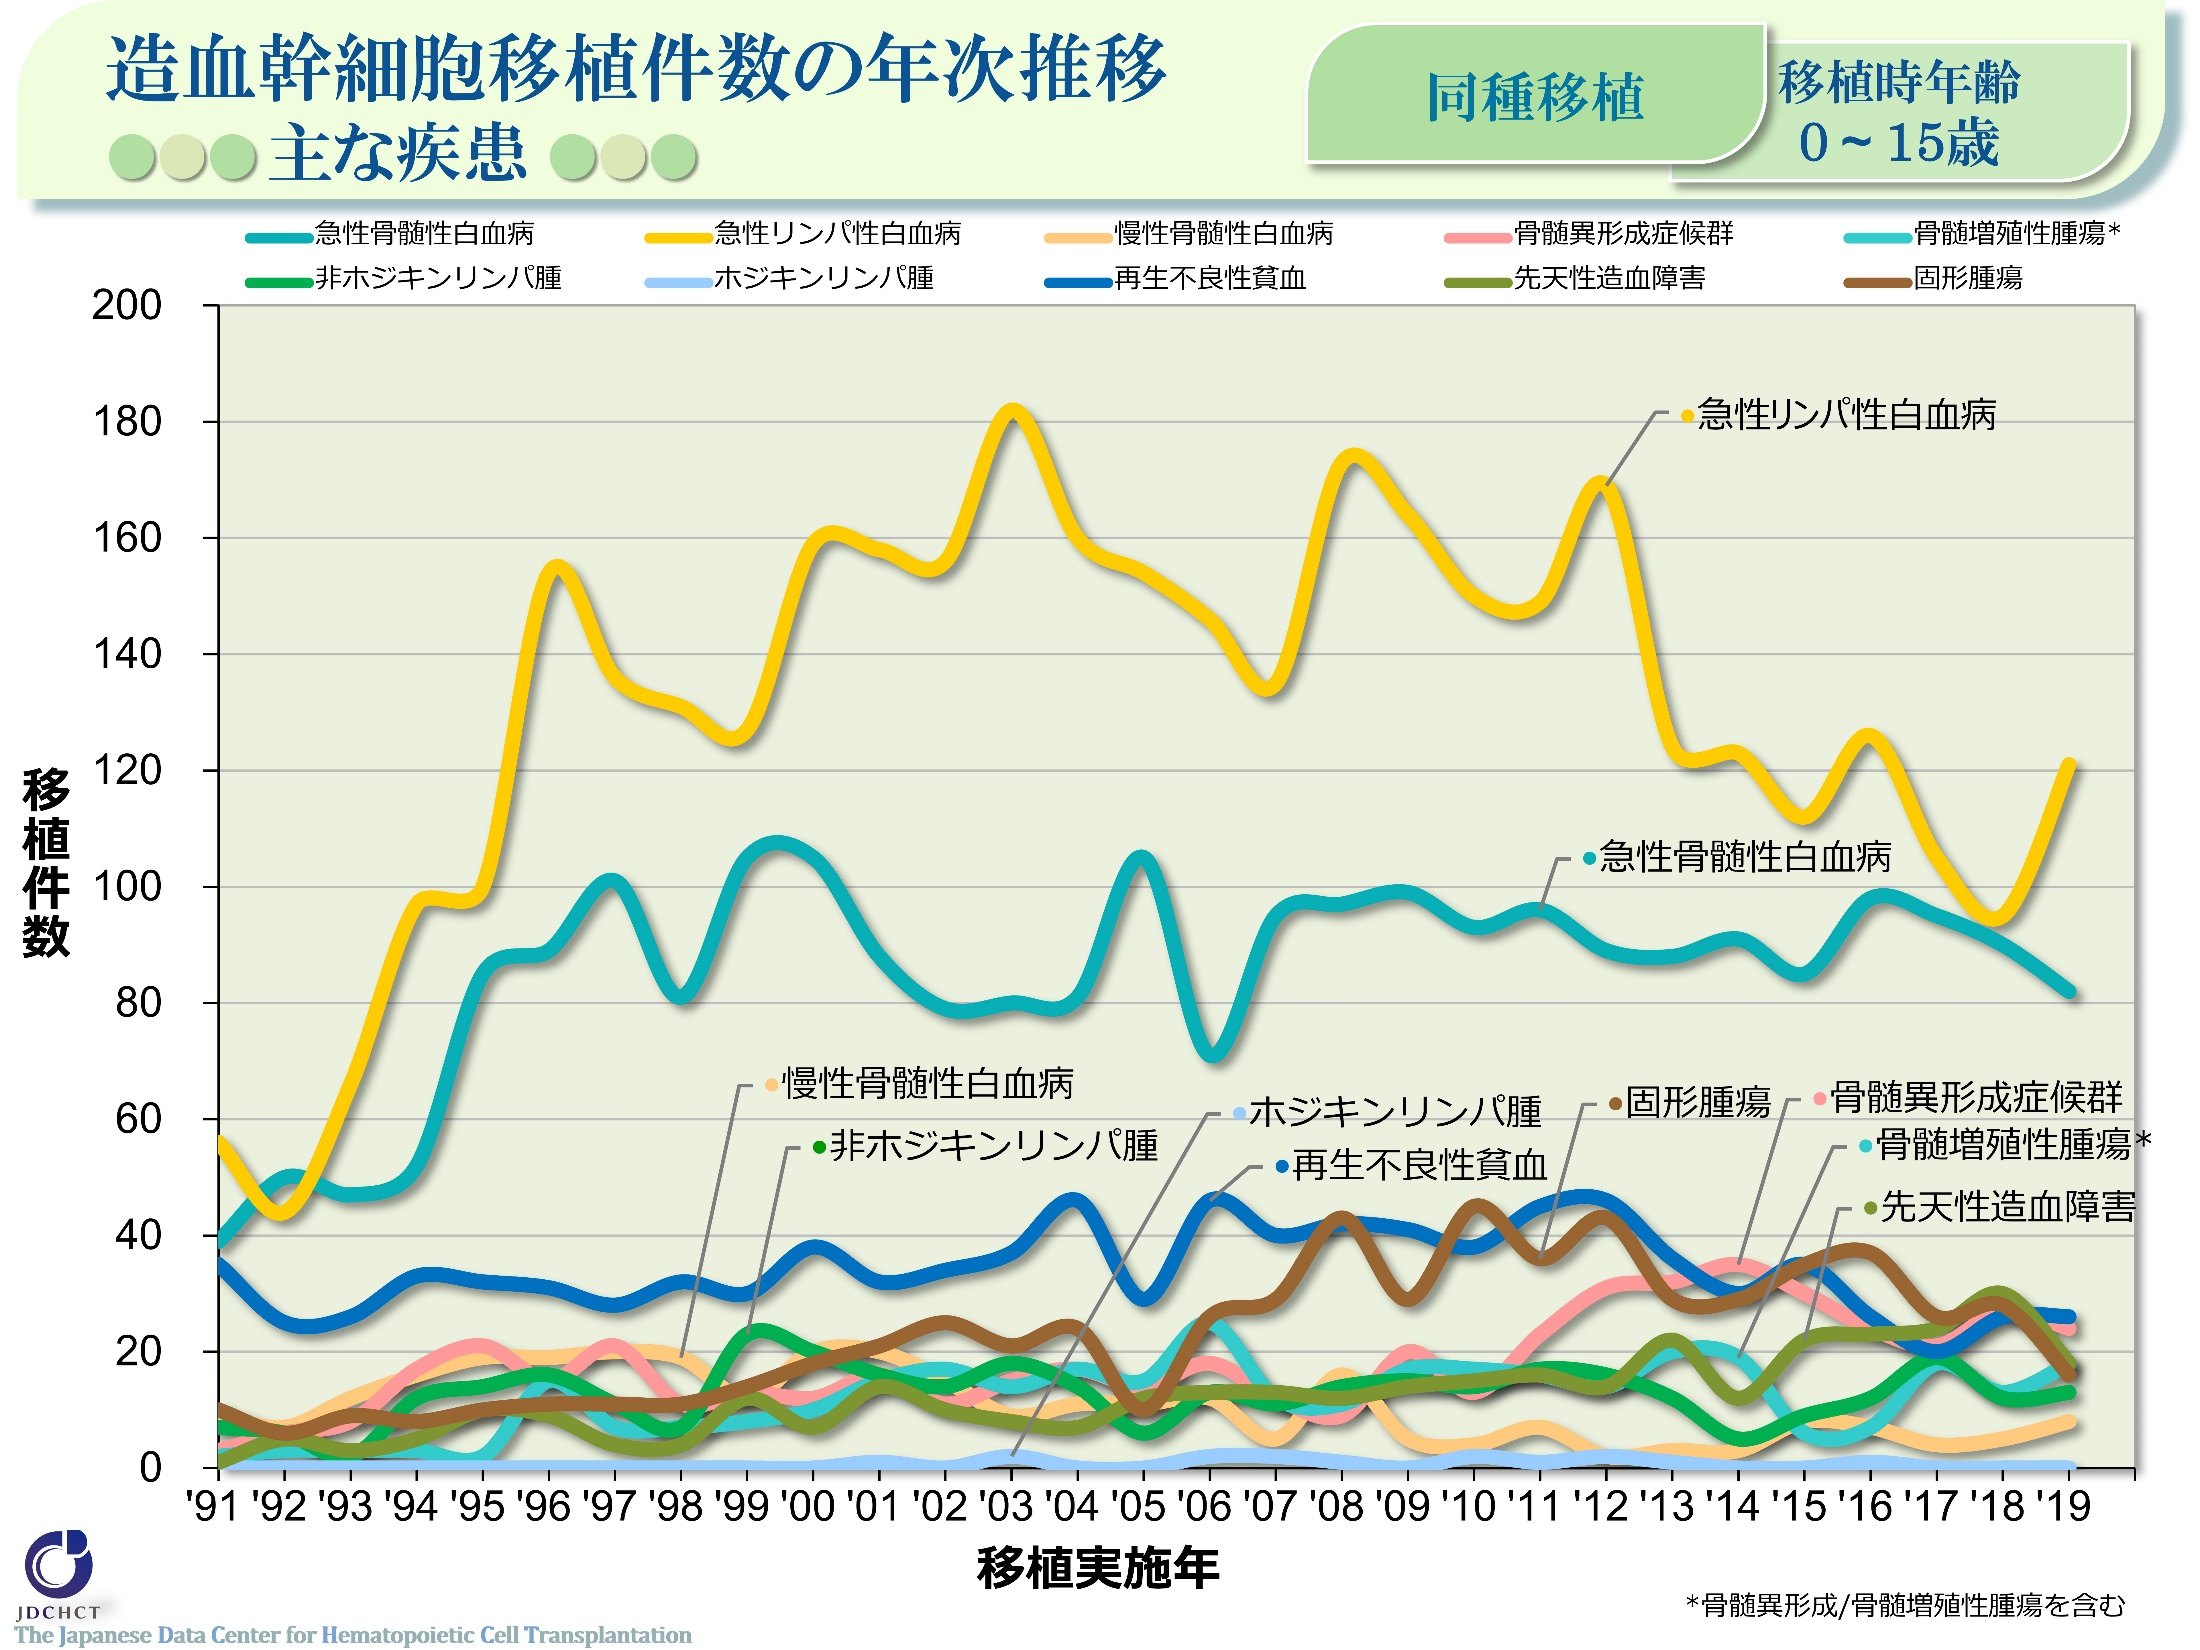 造血幹細胞移植件数の年次推移
主な疾患
同種移植
移植時年齢
0~15歳
急性骨髄性白血病
急性リンパ性白血病
慢性骨髄性白血病
骨髄異形成症候群
骨髄増殖性腫瘍*
非ホジキンリンパ腫
ホジキンリンパ腫
再生不良性貧血
先天性造血障害
固形腫瘍
200
180
160
140
120
100
80
60
40
20
0
移植件数
急性リンパ性白血病
急性骨髄性白血病
慢性骨髄性白血病
非ホジキンリンパ腫
ホジキンリンパ腫
再生不良性貧血
固形腫瘍
骨髄異形成症候群
骨髄増殖性腫瘍*
先天性造血障害
'91 '92 '93 '94 '95 '96 '97 '98 '99 '00 '01 '02 '03 '04 '05 '06 '07 '08 '09 '10 '11 '12 '13 '14 '15 '16 '17 '18 '19
移植実施年
*骨髄異形成/骨髄増殖性腫瘍を含む
JDCHCT
The Japanese Data Center for Hematopoietic Cell Transplantation